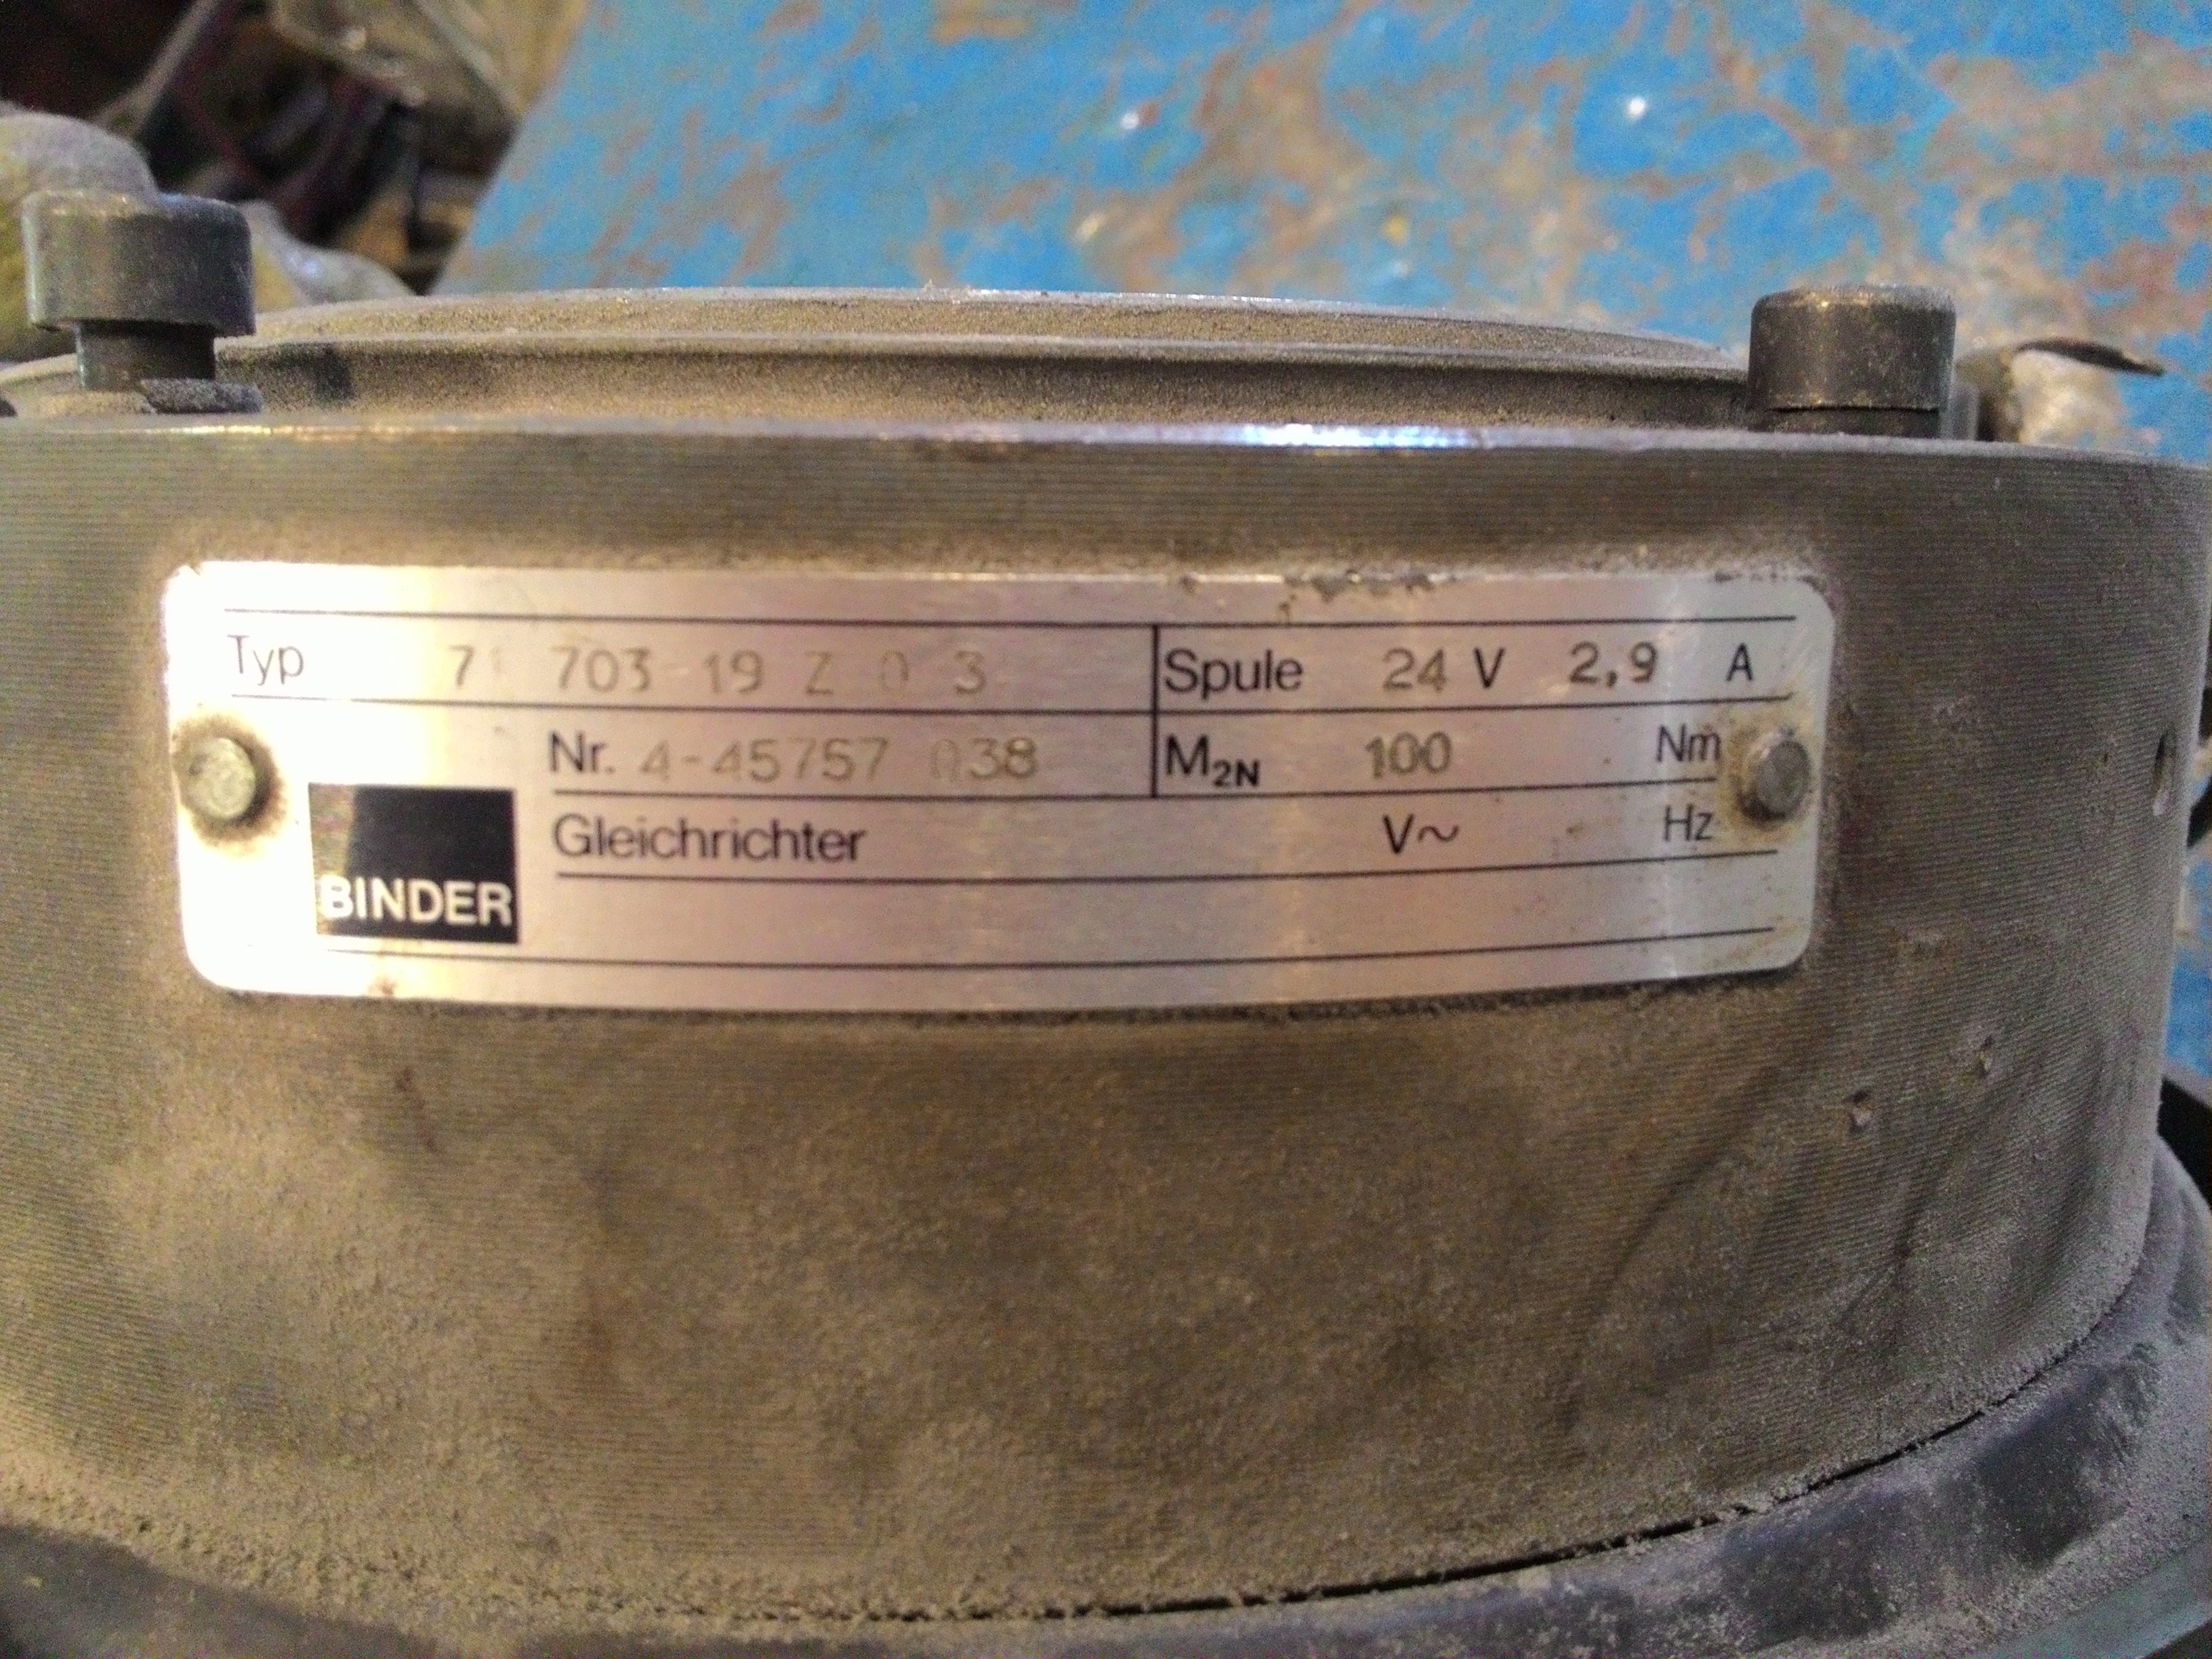 Typ 703-19 Z 0 3 Spule 24 V 2,9 A
Nr. 4-45757 038 M2N 100 Nm
Gleichrichter V~ Hz
BINDER